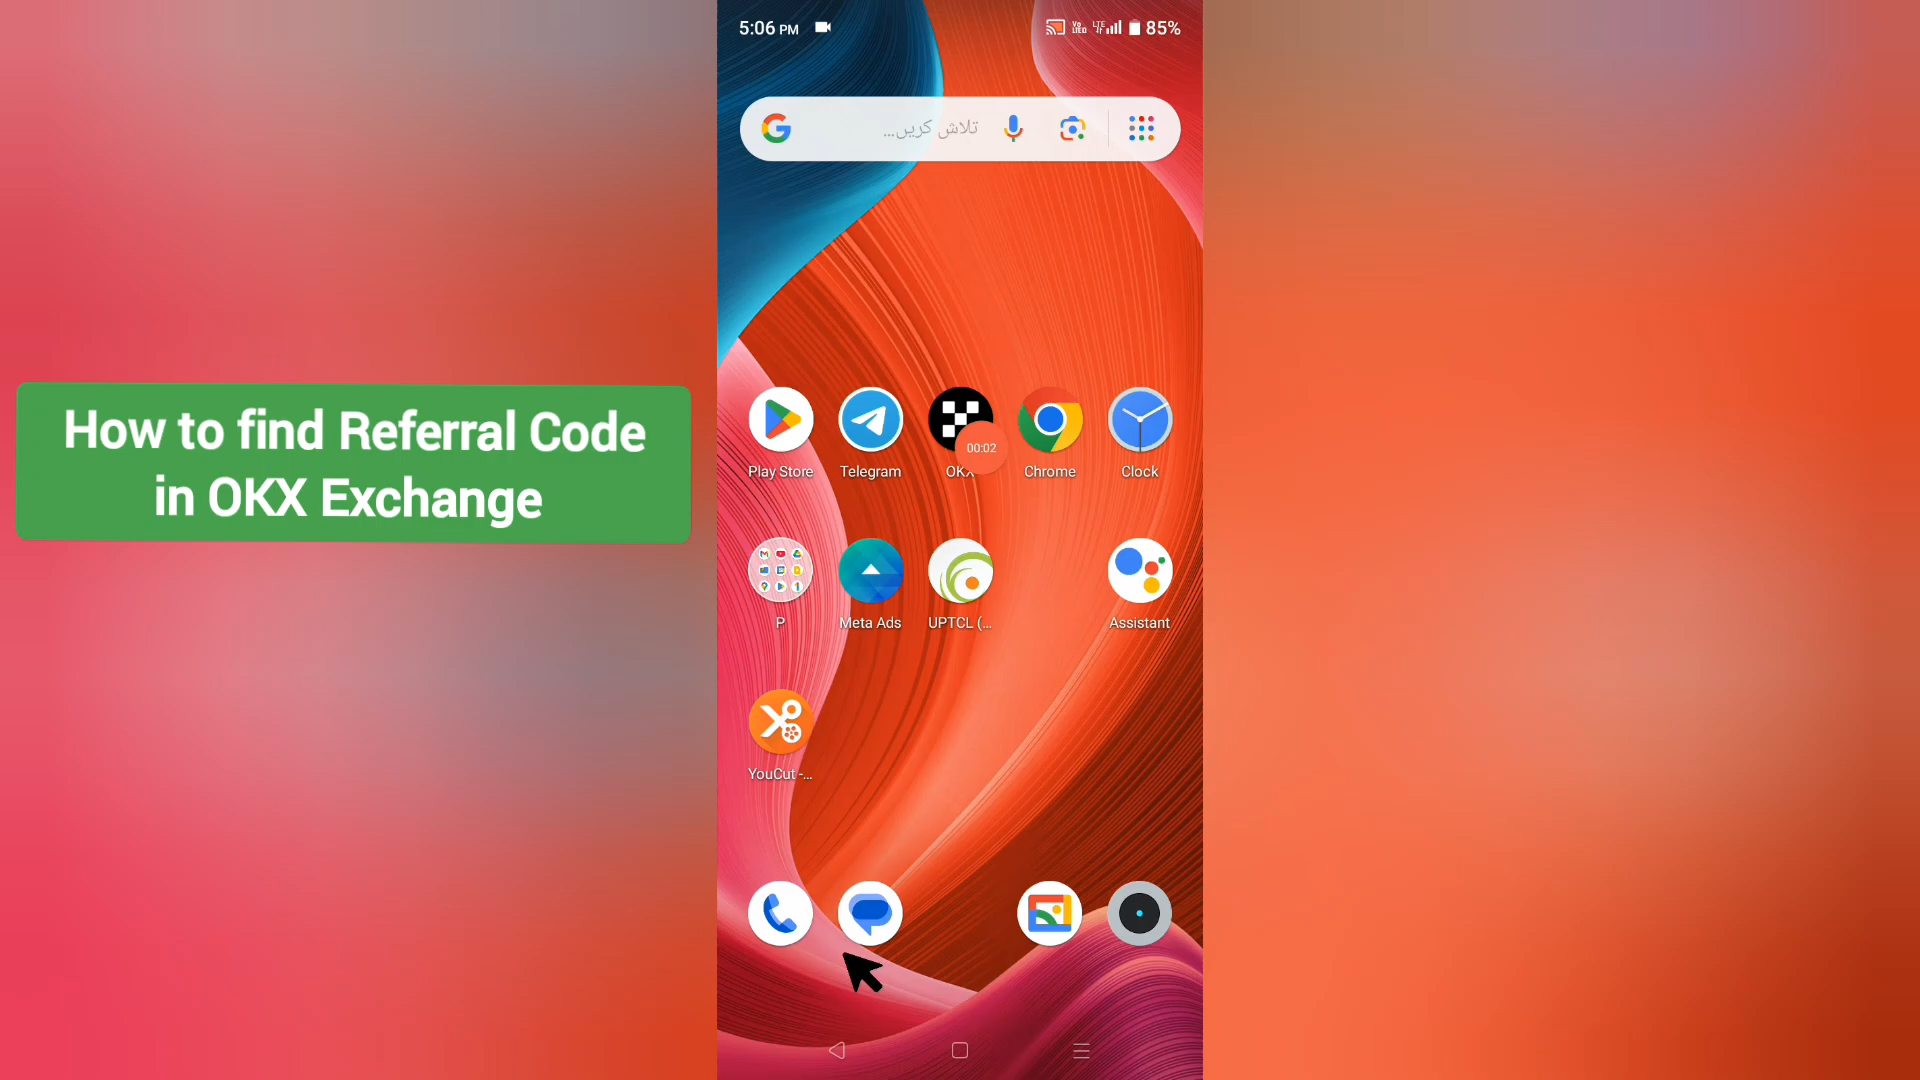 5:06 PM
85%
تلاش کریں...
How to find Referral Code
in OKX Exchange
00:02
Play Store
Telegram
OKX
Chrome
Clock
P
Meta Ads
UPTCL (...
Assistant
YouCut -...